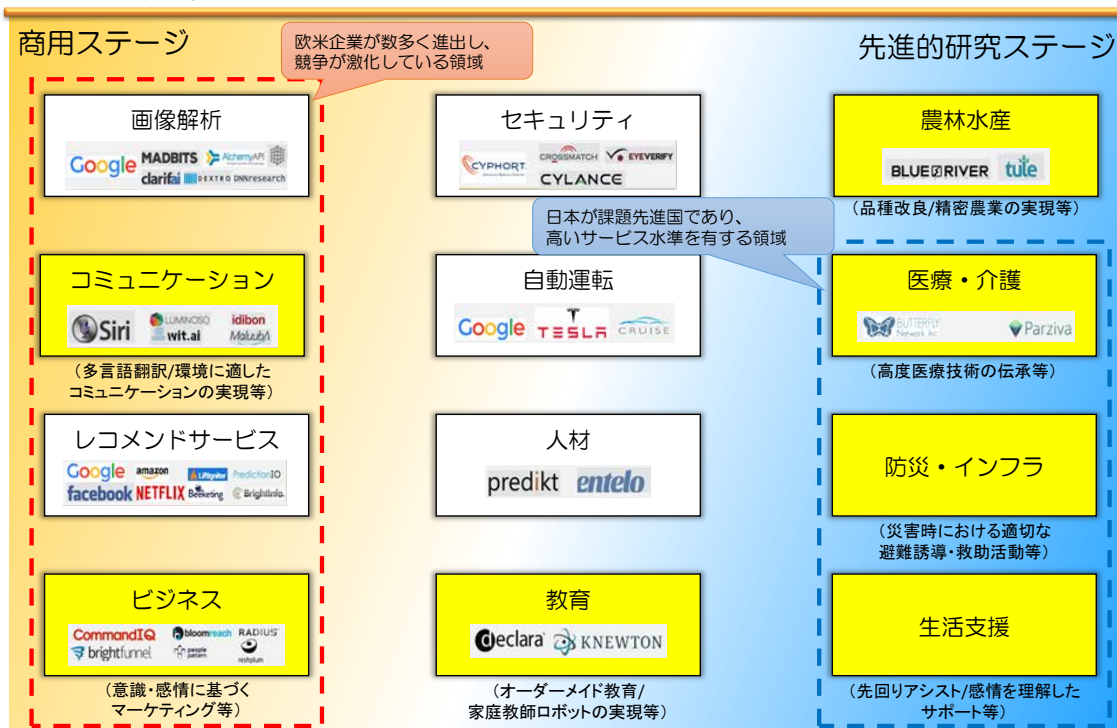 商用ステージ
欧米企業が数多く進出し、
競争が激化している領域
先進的研究ステージ
画像解析
Google MADBITS AlchemyAPI
clarifai DEXTRO DNNresearch
セキュリティ
CYPHORT CROSSMATCH EYEVERIFY
CYLANCE
農林水産
BLUE RIVER tule
(品種改良/精密農業の実現等)
日本が課題先進国であり、
高いサービス水準を有する領域
コミュニケーション
Siri LUMINOSO idibon
wit.ai Maluuba
(多言語翻訳/環境に適した
コミュニケーションの実現等)
自動運転
Google TESLA CRUISE
医療・介護
BUTTERFLY
Network, Inc
Parziva
(高度医療技術の伝承等)
レコメンドサービス
Google amazon LiftIgniter PredictionIO
facebook NETFLIX Beeketing BrightInfo.
人材
predikt entelo
防災・インフラ
(災害時における適切な
避難誘導・救助活動等)
ビジネス
CommandIQ bloomreach RADIUS
brightfunnel people pattern
(意識・感情に基づく
マーケティング等)
教育
declara KNEWTON
(オーダーメイド教育/
家庭教師ロボットの実現等)
生活支援
(先回りアシスト/感情を理解した
サポート等)